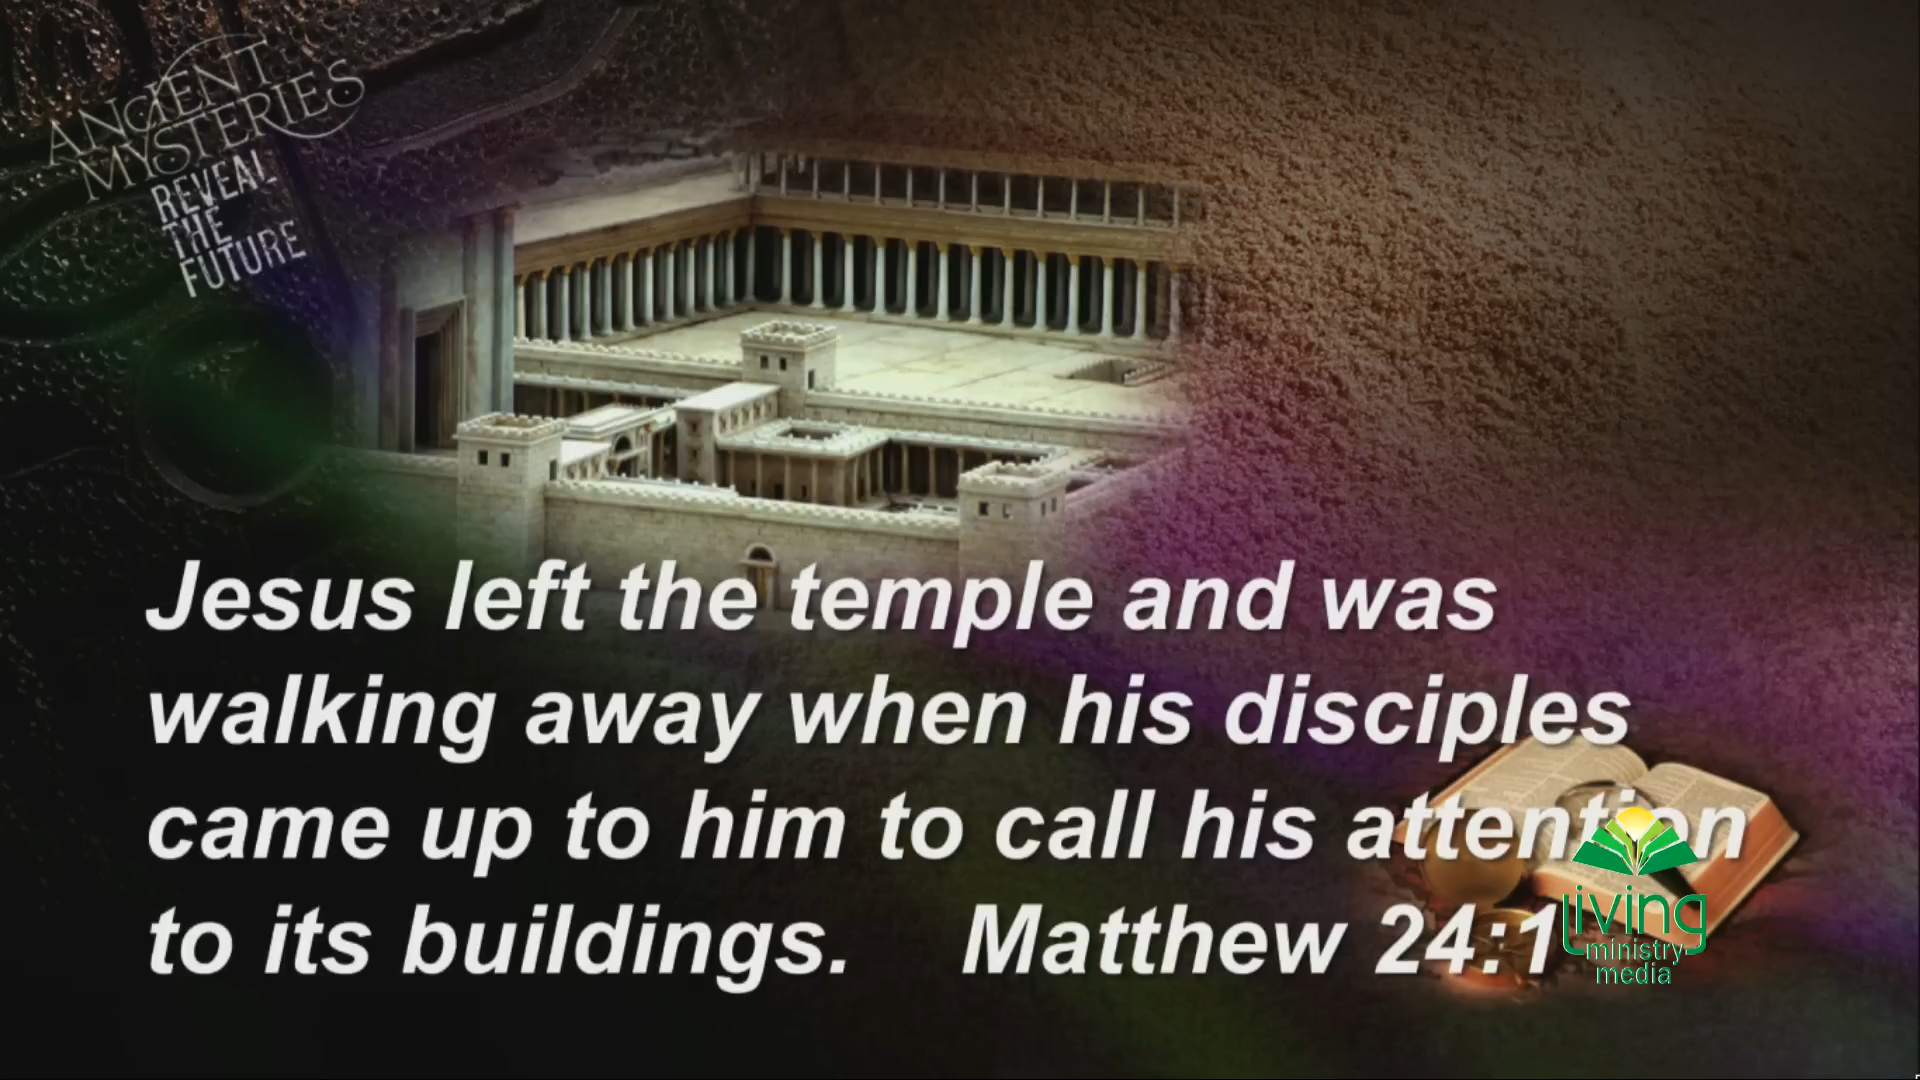 ANCIENT
MYSTERIES
REVEAL
THE
FUTURE
Jesus left the temple and was
walking away when his disciples
came up to him to call his attention
to its buildings. Matthew 24:1
Living
ministry
media